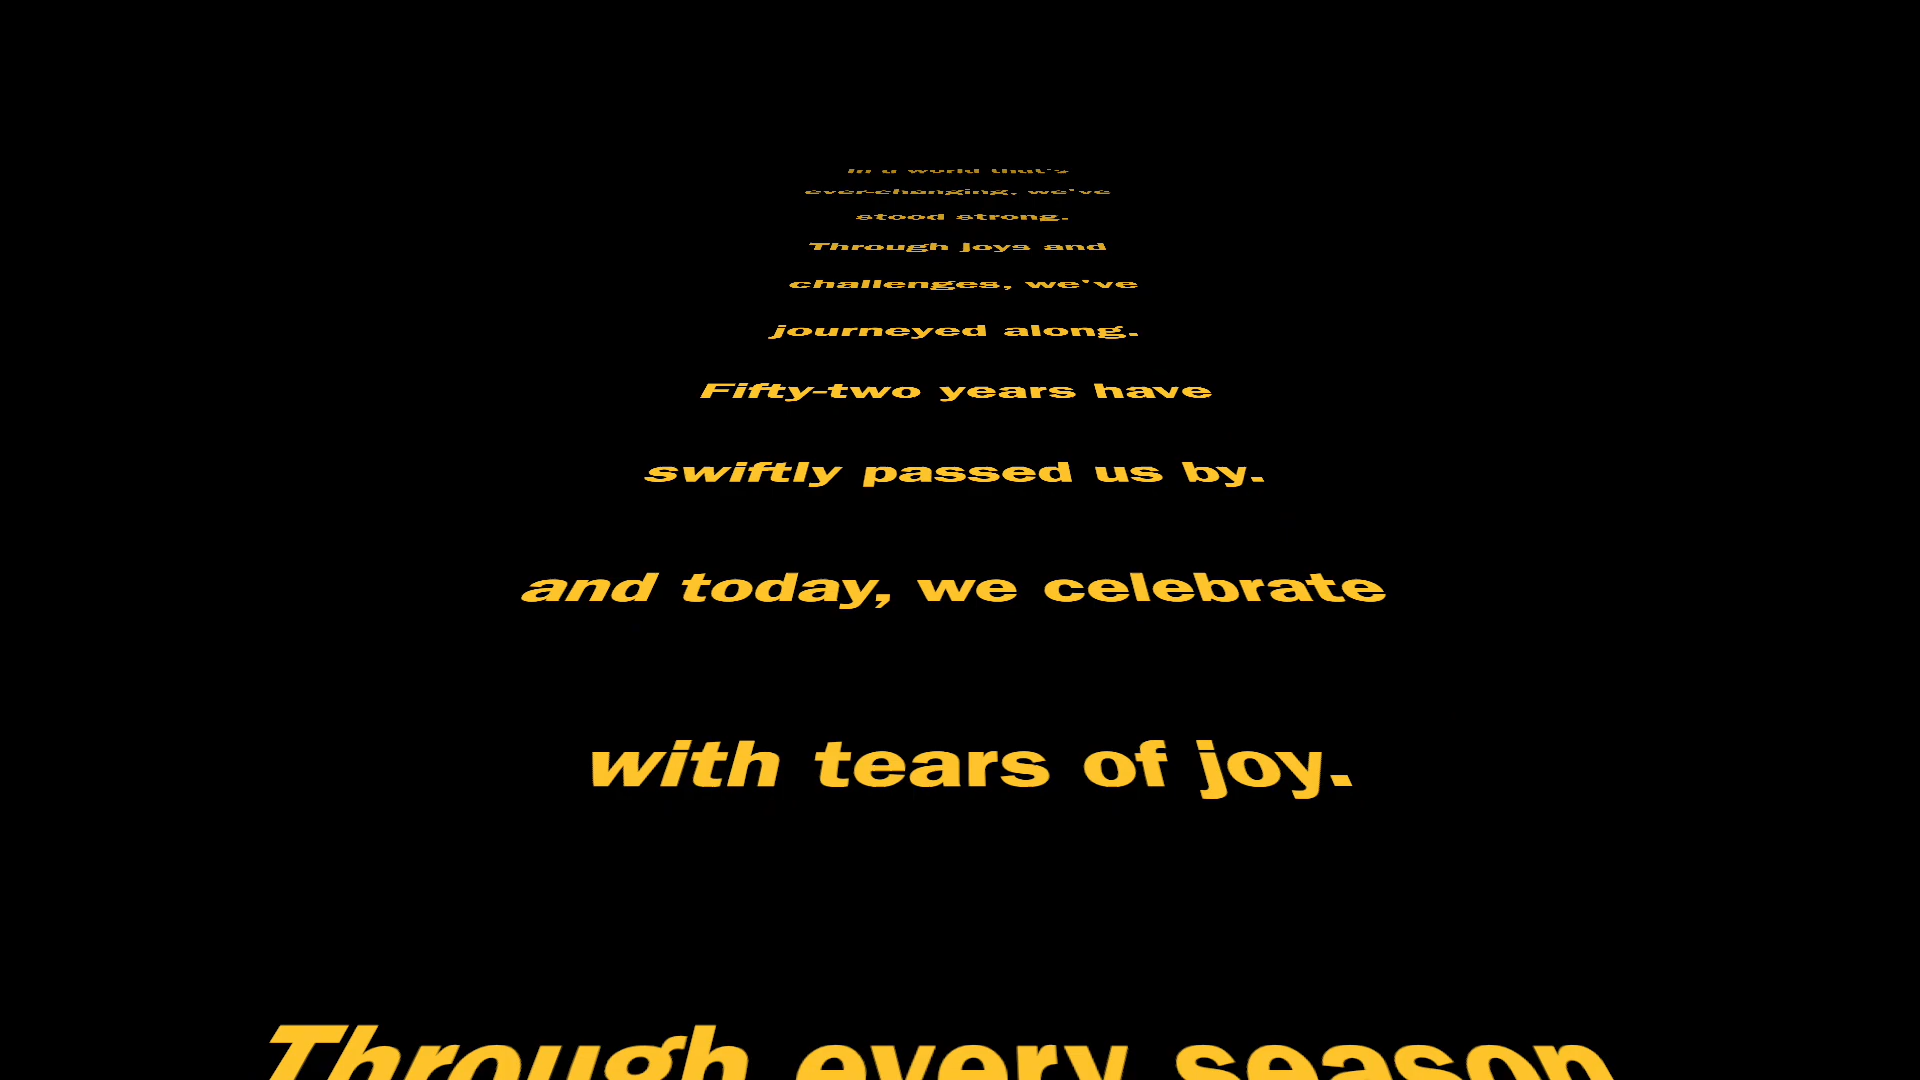 In a world that's
ever-changing, we've
stood strong.
Through joys and
challenges, we've
journeyed along.
Fifty-two years have
swiftly passed us by.
and today, we celebrate
with tears of joy.
Through every season